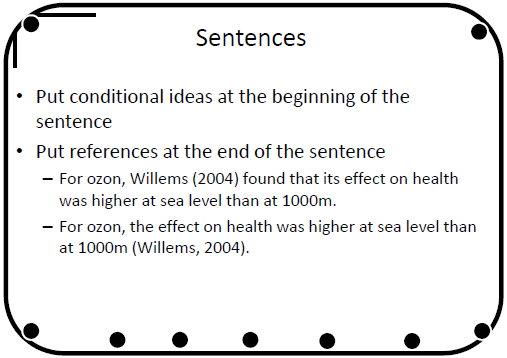 Sentences
• Put conditional ideas at the beginning of the
sentence
• Put references at the end of the sentence
– For ozon, Willems (2004) found that its effect on health
was higher at sea level than at 1000m.
– For ozon, the effect on health was higher at sea level than
at 1000m (Willems, 2004).